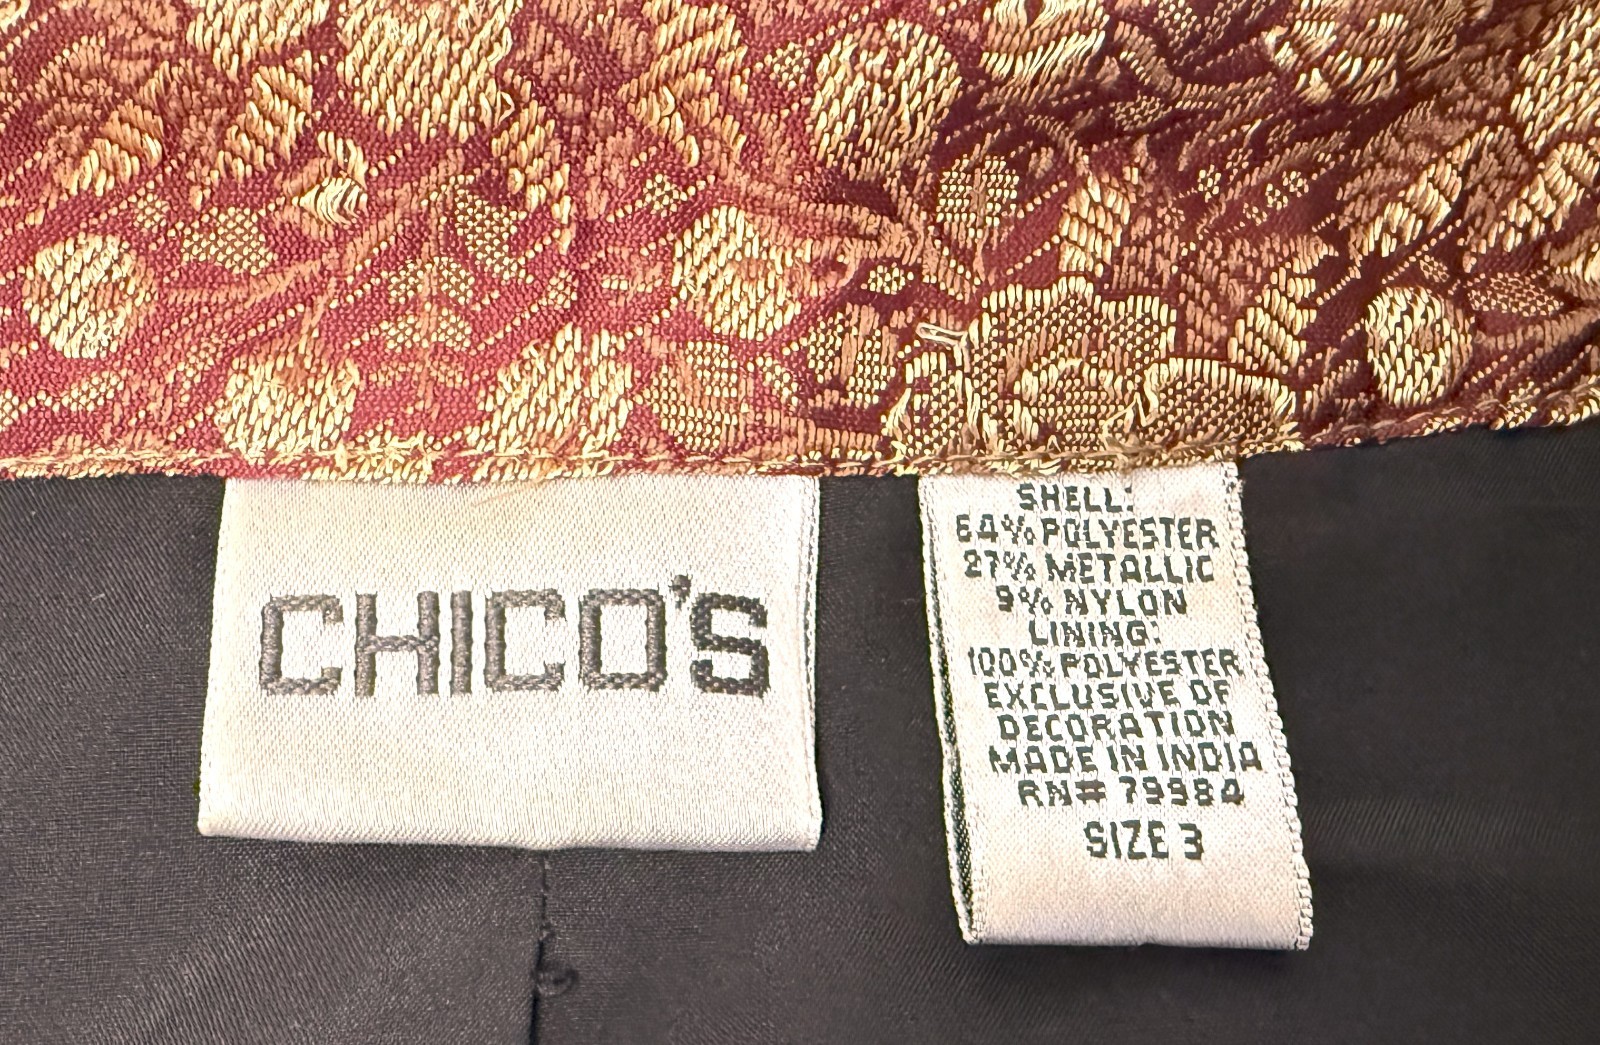 CHICO'S
SHELL:
64% POLYESTER
27% METALLIC
9% NYLON
LINING:
100% POLYESTER
EXCLUSIVE OF
DECORATION
MADE IN INDIA
RN# 79984
SIZE 3